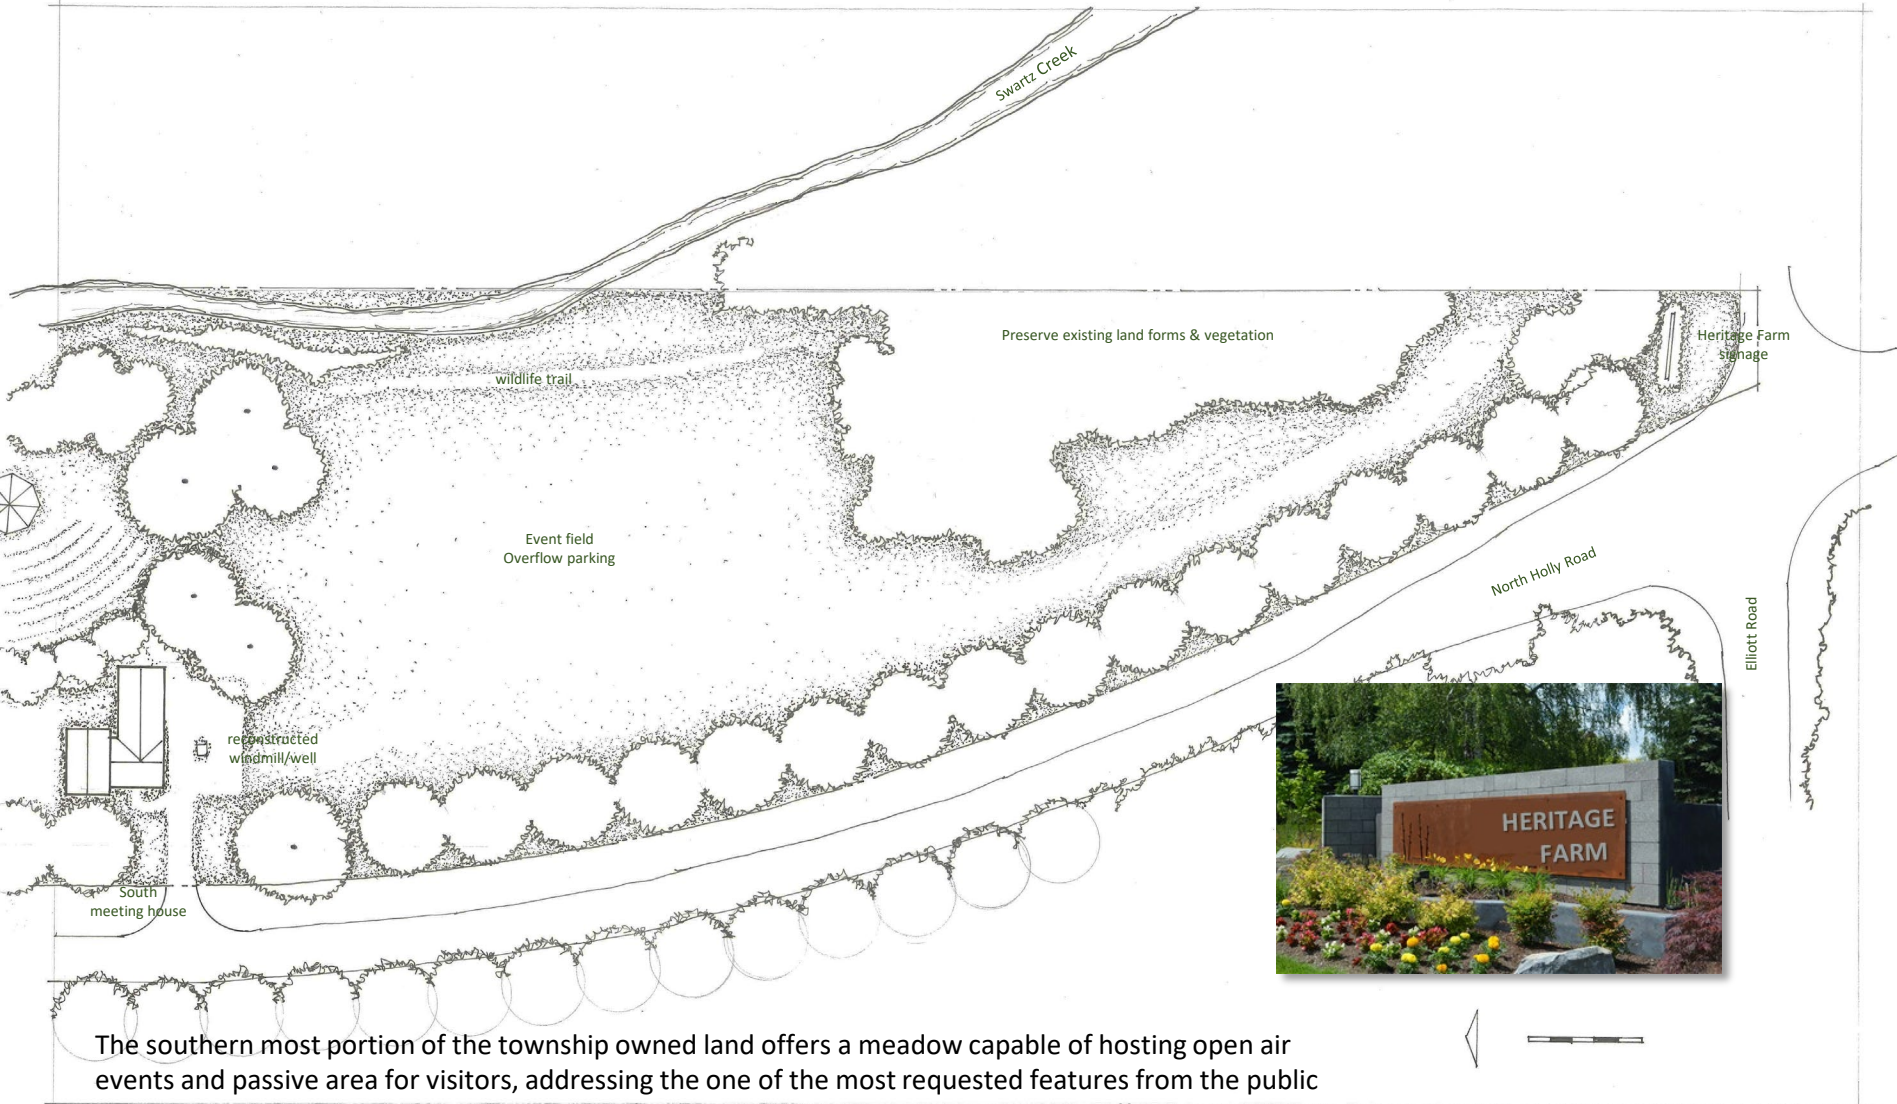 Swartz Creek
Preserve existing land forms & vegetation
Heritage Farm
signage
wildlife trail
Event field
Overflow parking
North Holly Road
Elliott Road
reconstructed
windmill/well
HERITAGE
FARM
South
meeting house
The southern most portion of the township owned land offers a meadow capable of hosting open air
events and passive area for visitors, addressing the one of the most requested features from the public